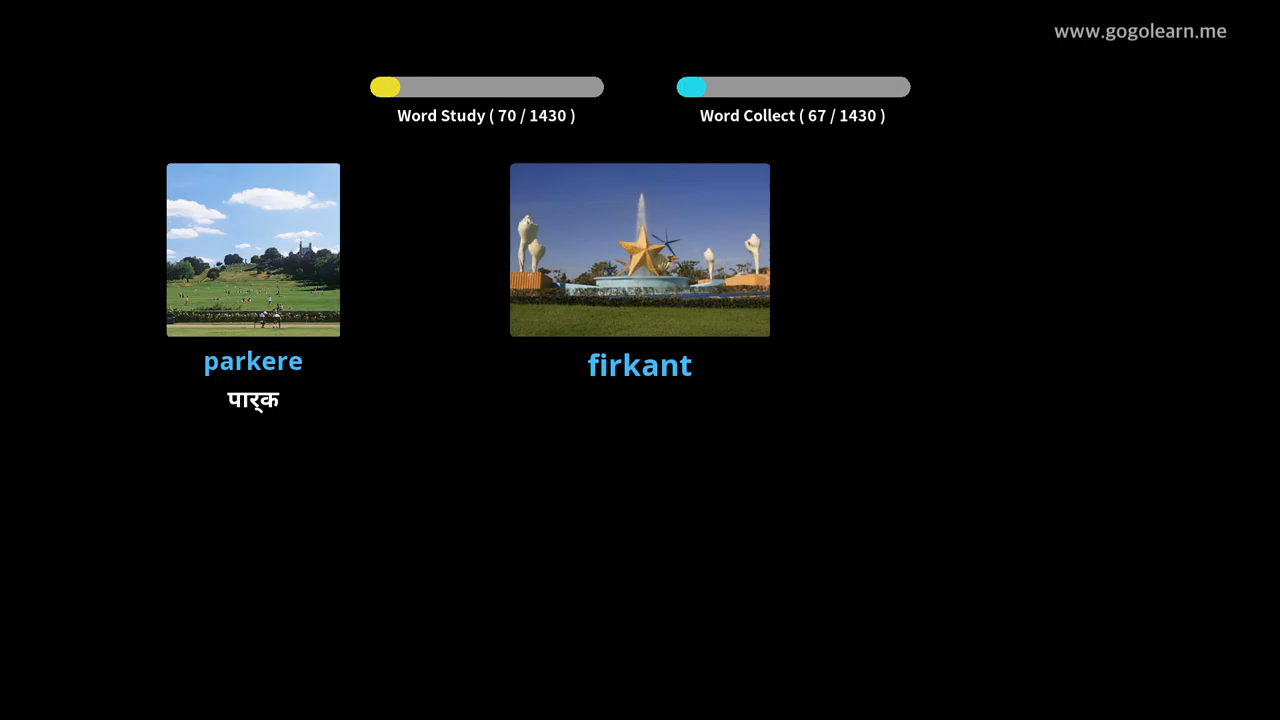 www.gogolearn.me
Word Study ( 70 / 1430 )
Word Collect ( 67 / 1430 )
parkere
firkant
पार्‍क